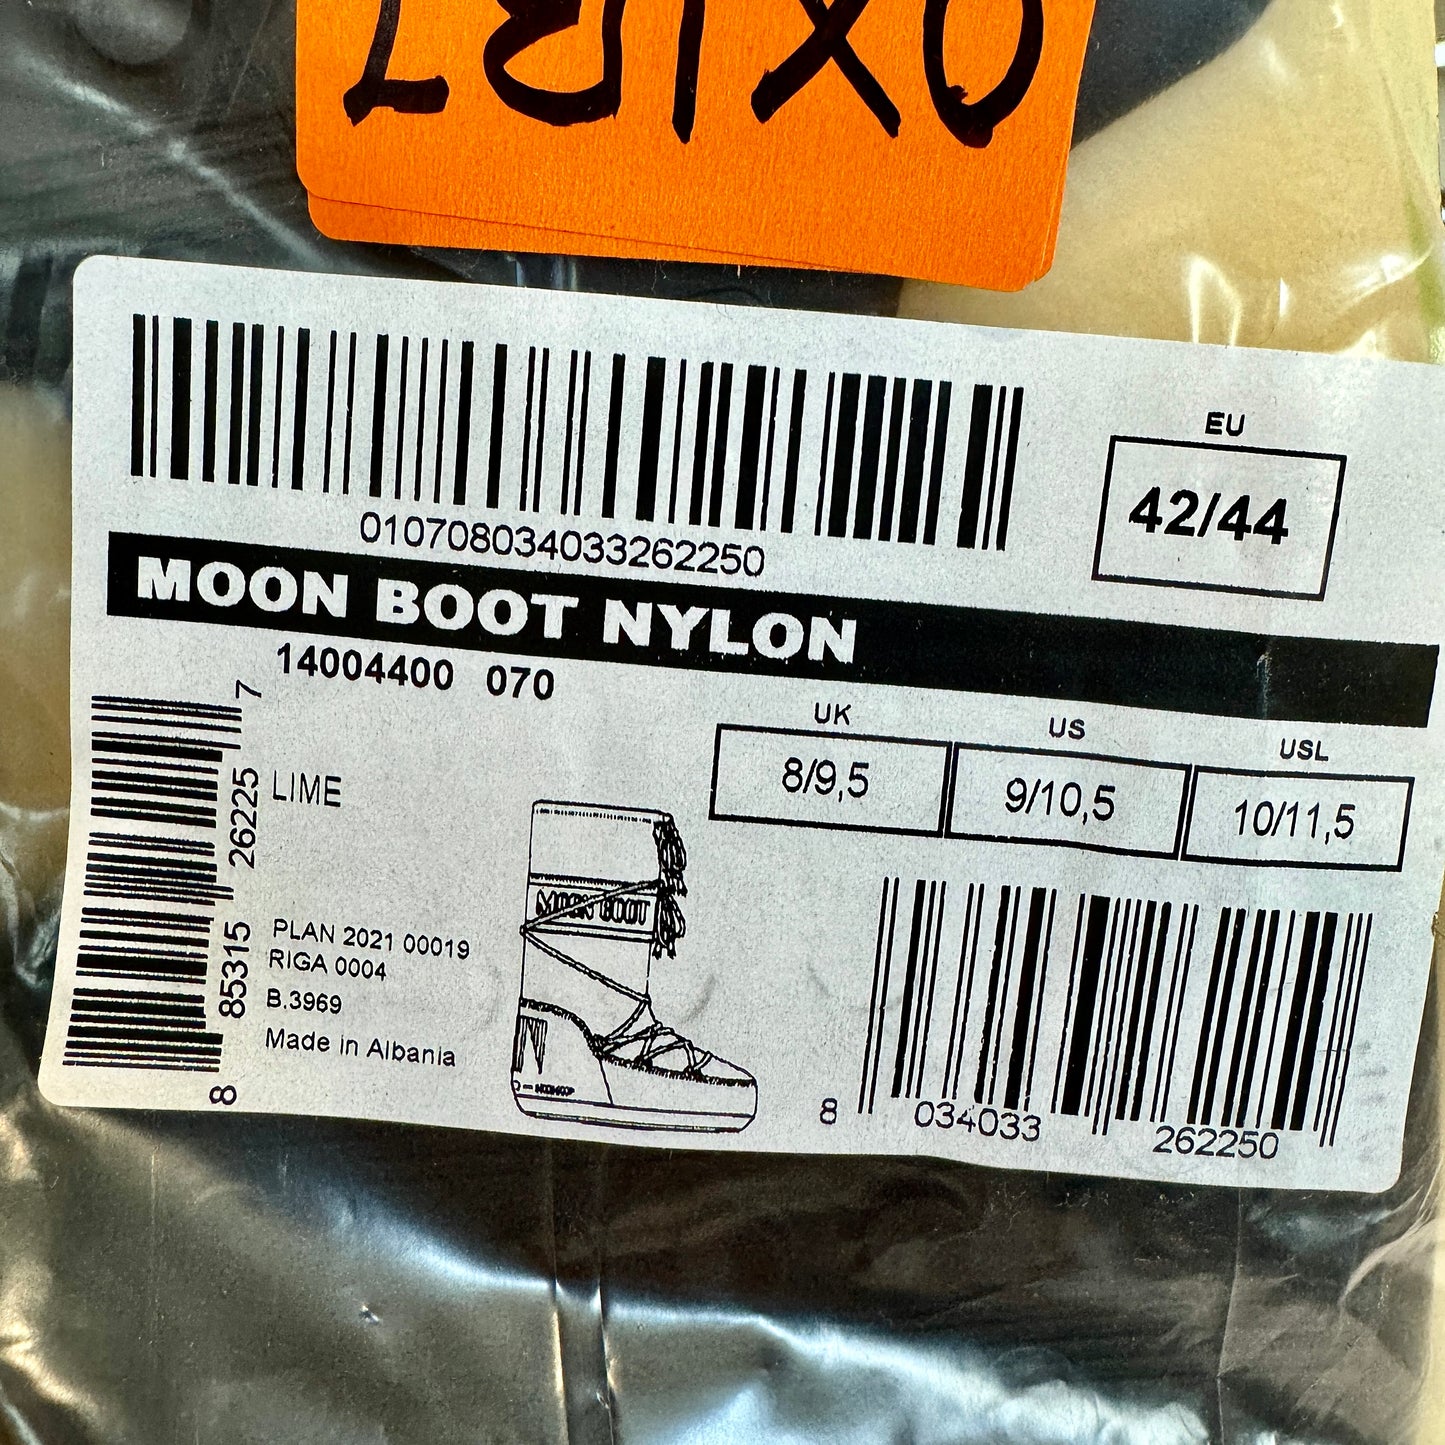 010708034033262250
EU
42/44
MOON BOOT NYLON
14004400 070
LIME
UK
8/9,5
US
9/10,5
USL
10/11,5
PLAN 2021 00019
RIGA 0004
B.3969
Made in Albania
MOON BOOT
8 85315 26225 7
8 034033 262250